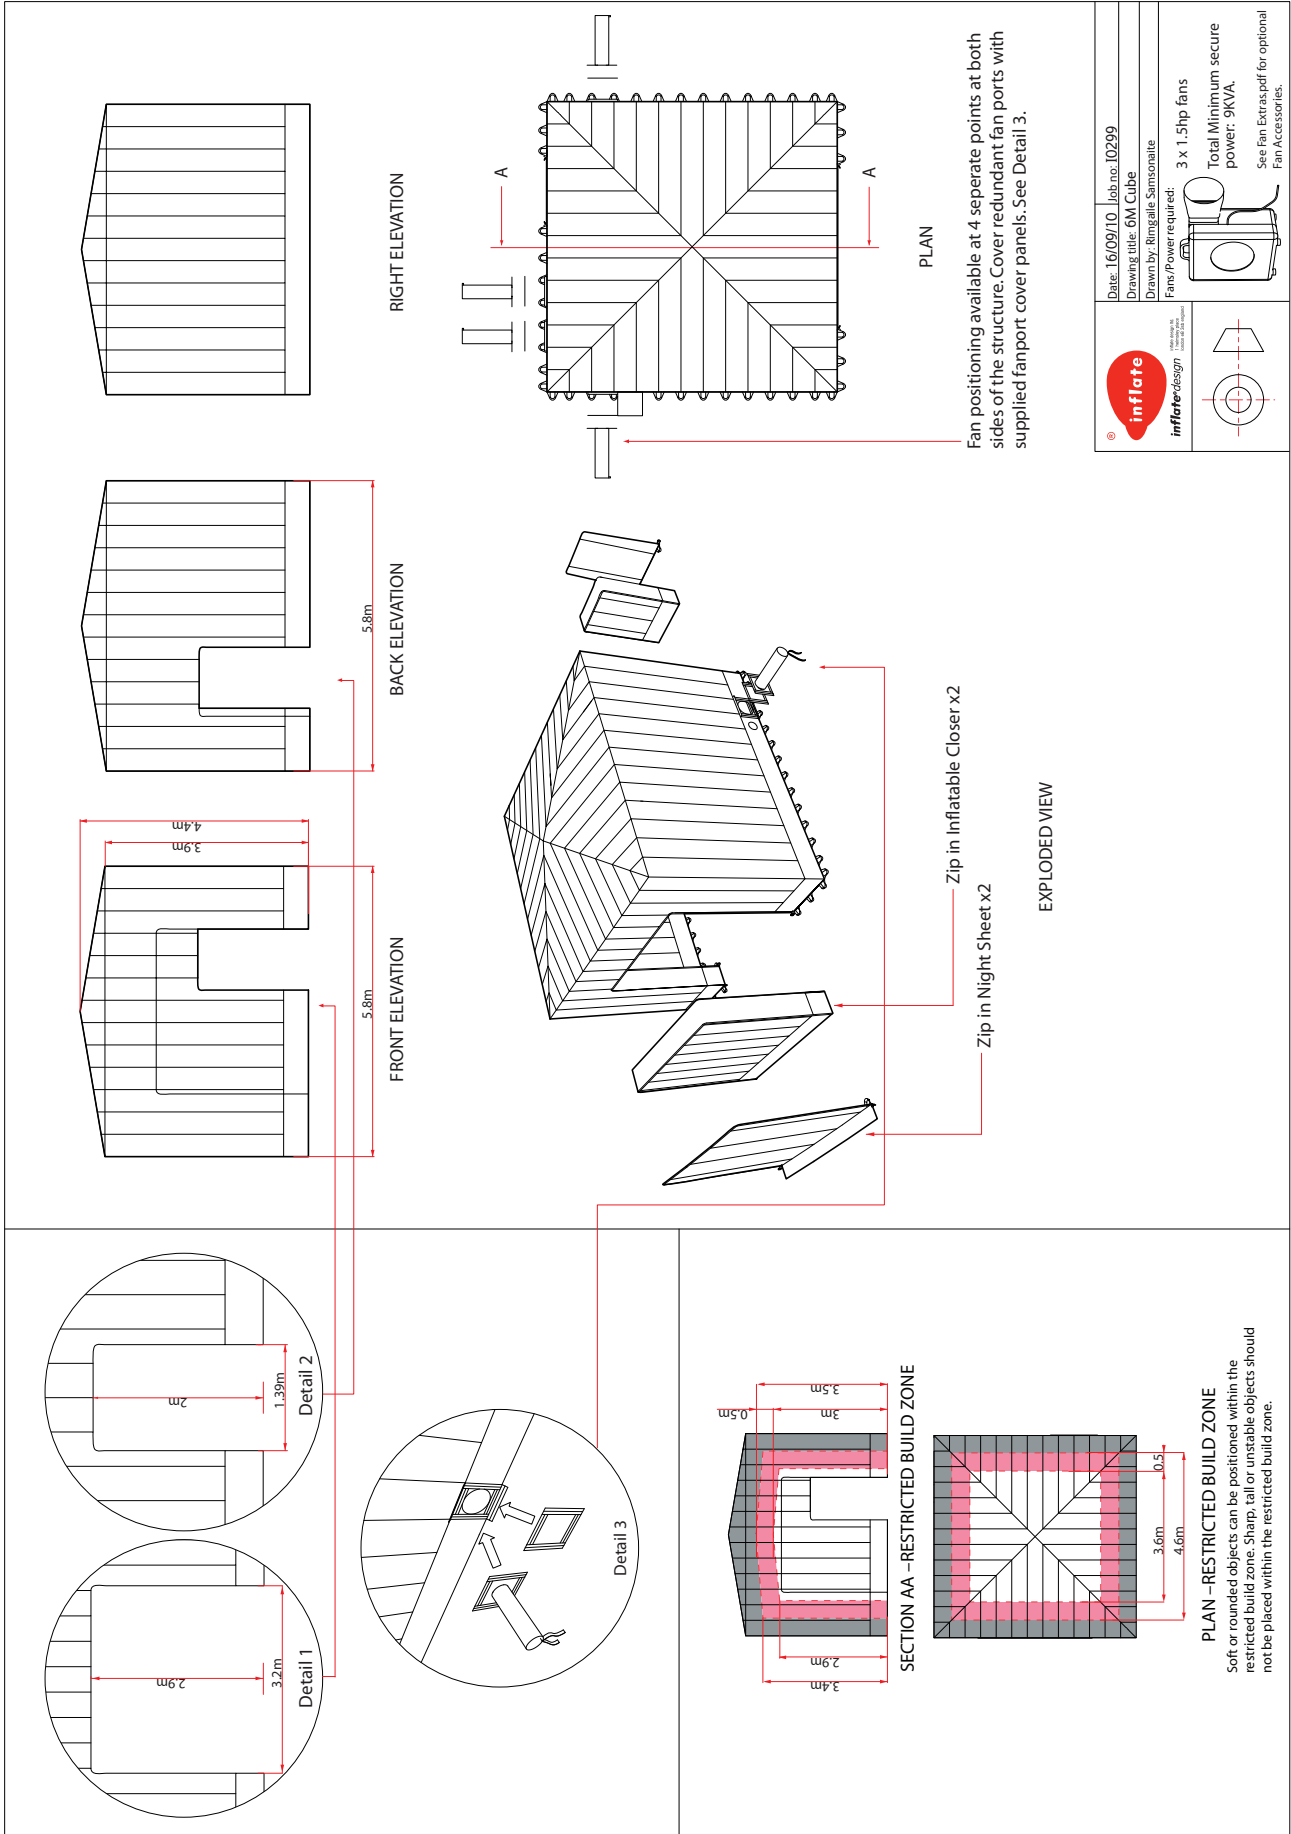 Detail 1
2.9m
3.2m
Detail 2
2m
1.39m
Detail 3
FRONT ELEVATION
5.8m
3.9m
4.4m
BACK ELEVATION
5.8m
RIGHT ELEVATION
A
A
PLAN
Fan positioning available at 4 seperate points at both
sides of the structure. Cover redundant fan ports with
supplied fanport cover panels. See Detail 3.
Zip in Inflatable Closer x2
Zip in Night Sheet x2
EXPLODED VIEW
3.4m
2.9m
0.5m
3m
3.5m
SECTION AA – RESTRICTED BUILD ZONE
3.6m
0.5
4.6m
PLAN – RESTRICTED BUILD ZONE
Soft or rounded objects can be positioned within the
restricted build zone. Sharp, tall or unstable objects should
not be placed within the restricted build zone.
®
inflate
inflate®design
Date: 16/09/10
Job no: I0299
Drawing title: 6M Cube
Drawn by: Rimgaile Samsonaite
Fans/Power required:
3 x 1.5hp fans
Total Minimum secure
power: 9KVA.
See Fan Extras.pdf for optional
Fan Accessories.